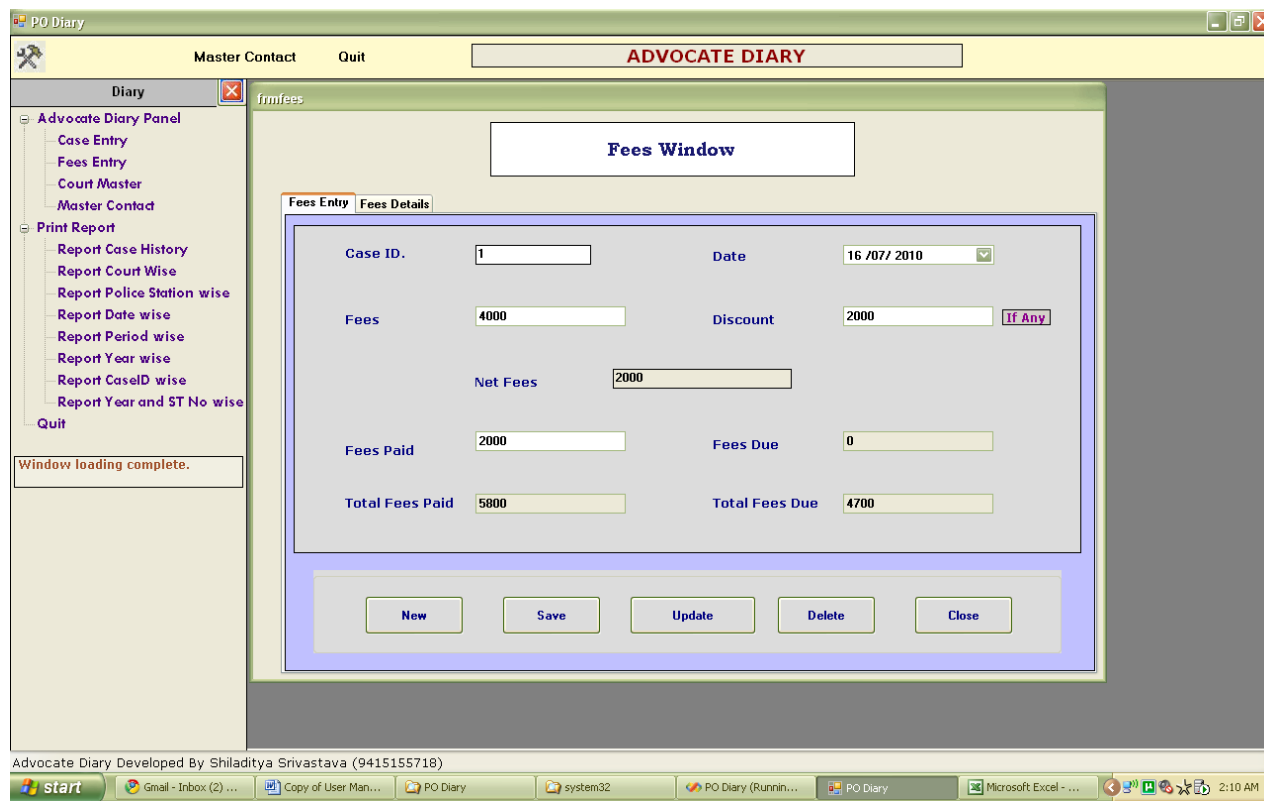 PO Diary
Master Contact Quit ADVOCATE DIARY
Diary
Advocate Diary Panel
Case Entry
Fees Entry
Court Master
Master Contact
Print Report
Report Case History
Report Court Wise
Report Police Station wise
Report Date wise
Report Period wise
Report Year wise
Report CaseID wise
Report Year and ST No wise
Quit
Window loading complete.
frmfees
Fees Window
Fees Entry Fees Details
Case ID. 1 Date 16 /07/ 2010
Fees 4000 Discount 2000 If Any
Net Fees 2000
Fees Paid 2000 Fees Due 0
Total Fees Paid 5800 Total Fees Due 4700
New Save Update Delete Close
Advocate Diary Developed By Shiladitya Srivastava (9415155718)
start Gmail - Inbox (2) ... Copy of User Man... PO Diary system32 PO Diary (Runnin... PO Diary Microsoft Excel - ... 2:10 AM